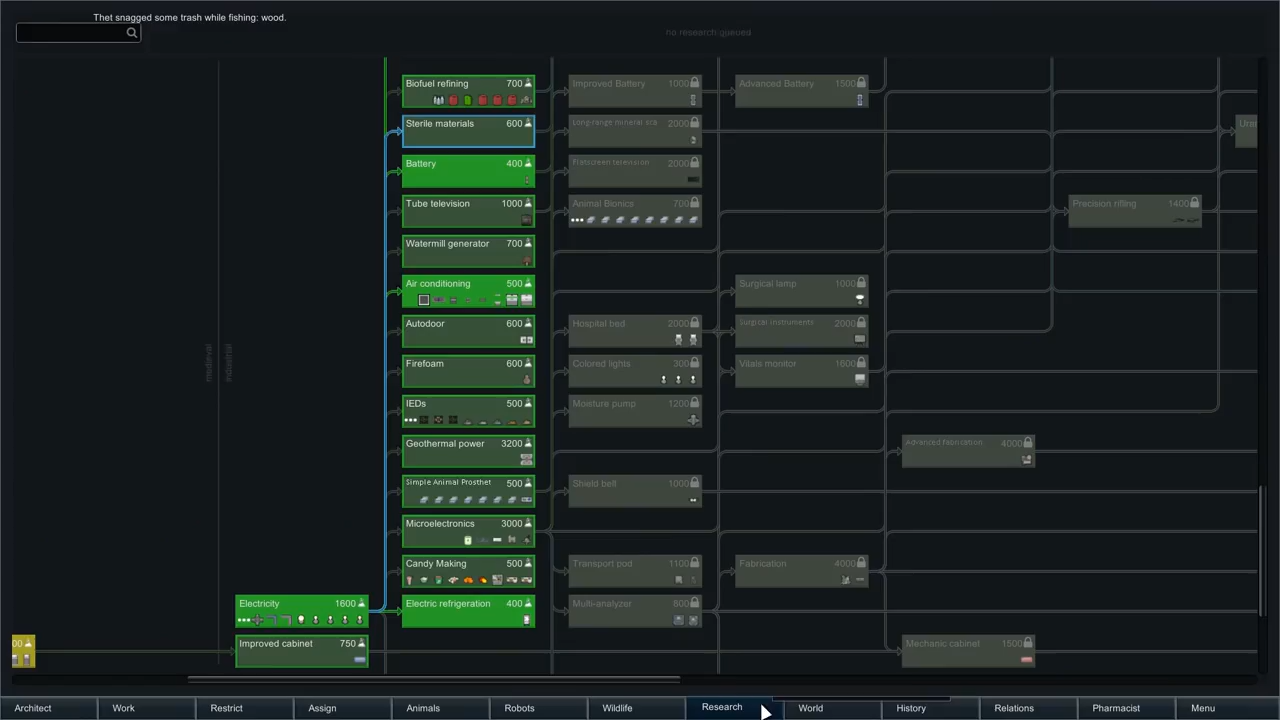 Thet snagged some trash while fishing: wood.
no research queued
Biofuel refining 700
Improved Battery 1000
Advanced Battery 1500
Sterile materials 600
Long-range mineral sca 2000
Battery 400
Flatscreen television 2000
Tube television 1000
Animal Bionics 700
Precision rifling 1400
Watermill generator 700
Air conditioning 500
Surgical lamp 1000
Autodoor 600
Hospital bed 2000
Surgical instruments 2000
medieval
industrial
Firefoam 600
Colored lights 300
Vitals monitor 1600
IEDs 500
Moisture pump 1200
Geothermal power 3200
Advanced fabrication 4000
Simple Animal Prosthet 500
Shield belt 1000
Microelectronics 3000
Candy Making 500
Transport pod 1100
Fabrication 4000
Electricity 1600
Electric refrigeration 400
Multi-analyzer 800
Improved cabinet 750
Mechanic cabinet 1500
Architect Work Restrict Assign Animals Robots Wildlife Research World History Relations Pharmacist Menu